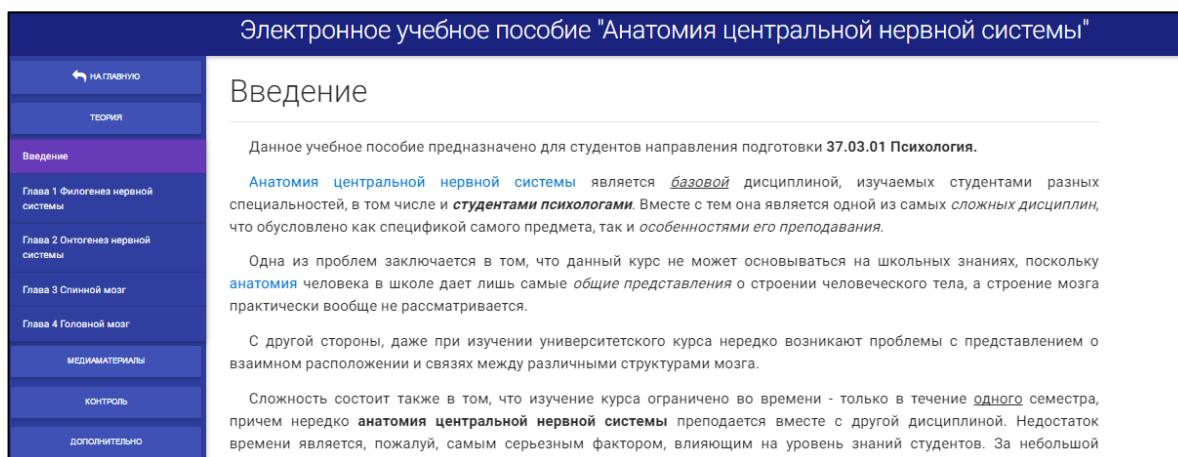 Электронное учебное пособие "Анатомия центральной нервной системы"
НА ГЛАВНУЮ
ТЕОРИЯ
Введение
Глава 1 Филогенез нервной
системы
Глава 2 Онтогенез нервной
системы
Глава 3 Спинной мозг
Глава 4 Головной мозг
МЕДИАМАТЕРИАЛЫ
КОНТРОЛЬ
ДОПОЛНИТЕЛЬНО
Введение
Данное учебное пособие предназначено для студентов направления подготовки 37.03.01 Психология.
Анатомия центральной нервной системы является базовой дисциплиной, изучаемых студентами разных
специальностей, в том числе и студентами психологами. Вместе с тем она является одной из самых сложных дисциплин,
что обусловлено как спецификой самого предмета, так и особенностями его преподавания.
Одна из проблем заключается в том, что данный курс не может основываться на школьных знаниях, поскольку
анатомия человека в школе дает лишь самые общие представления о строении человеческого тела, а строение мозга
практически вообще не рассматривается.
С другой стороны, даже при изучении университетского курса нередко возникают проблемы с представлением о
взаимном расположении и связях между различными структурами мозга.
Сложность состоит также в том, что изучение курса ограничено во времени - только в течение одного семестра,
причем нередко анатомия центральной нервной системы преподается вместе с другой дисциплиной. Недостаток
времени является, пожалуй, самым серьезным фактором, влияющим на уровень знаний студентов. За небольшой